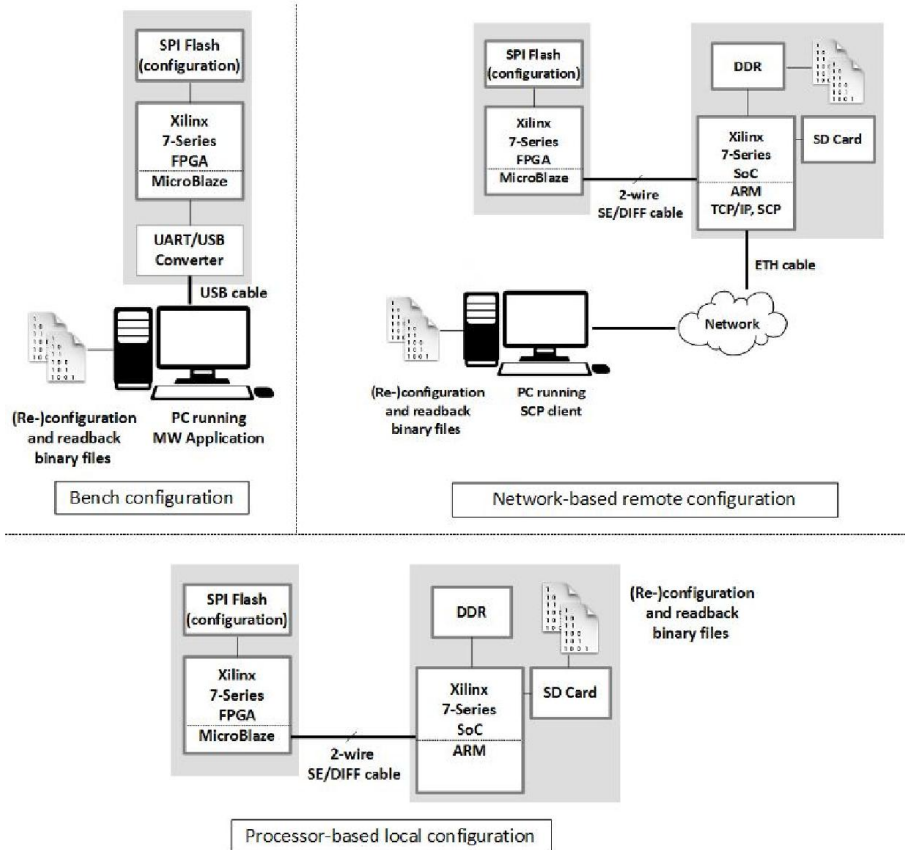 SPI Flash
(configuration)
Xilinx
7-Series
FPGA
MicroBlaze
UART/USB
Converter
USB cable
(Re-)configuration
and readback
binary files
PC running
MW Application
Bench configuration
SPI Flash
(configuration)
Xilinx
7-Series
FPGA
MicroBlaze
2-wire
SE/DIFF cable
DDR
Xilinx
7-Series
SoC
ARM
TCP/IP, SCP
SD Card
ETH cable
Network
(Re-)configuration
and readback
binary files
PC running
SCP client
Network-based remote configuration
SPI Flash
(configuration)
Xilinx
7-Series
FPGA
MicroBlaze
2-wire
SE/DIFF cable
DDR
Xilinx
7-Series
SoC
ARM
SD Card
(Re-)configuration
and readback
binary files
Processor-based local configuration